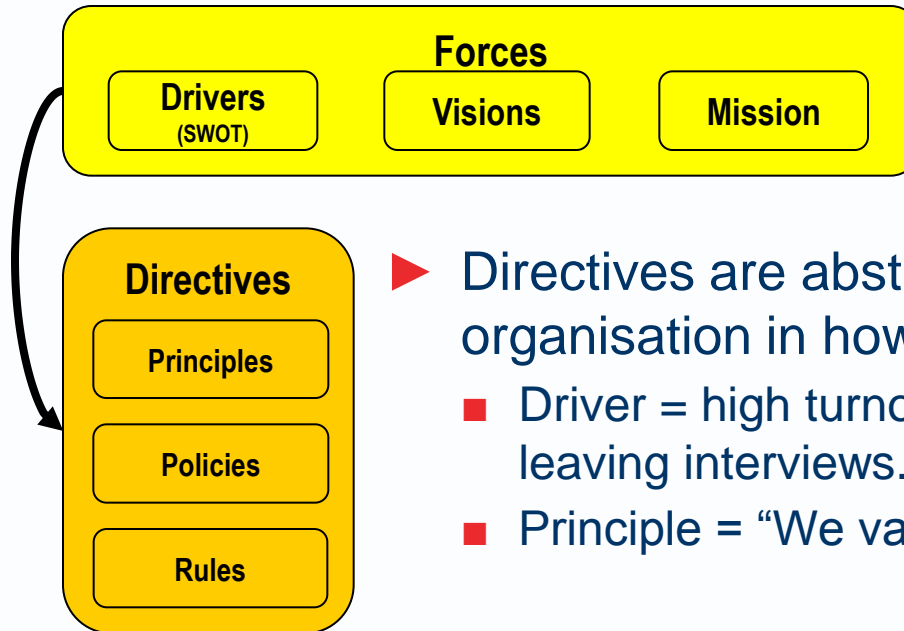 Forces
Drivers
(SWOT)
Visions
Mission
Directives
Principles
Policies
Rules
Directives are abst
organisation in how
Driver = high turno
leaving interviews.
Principle = “We va